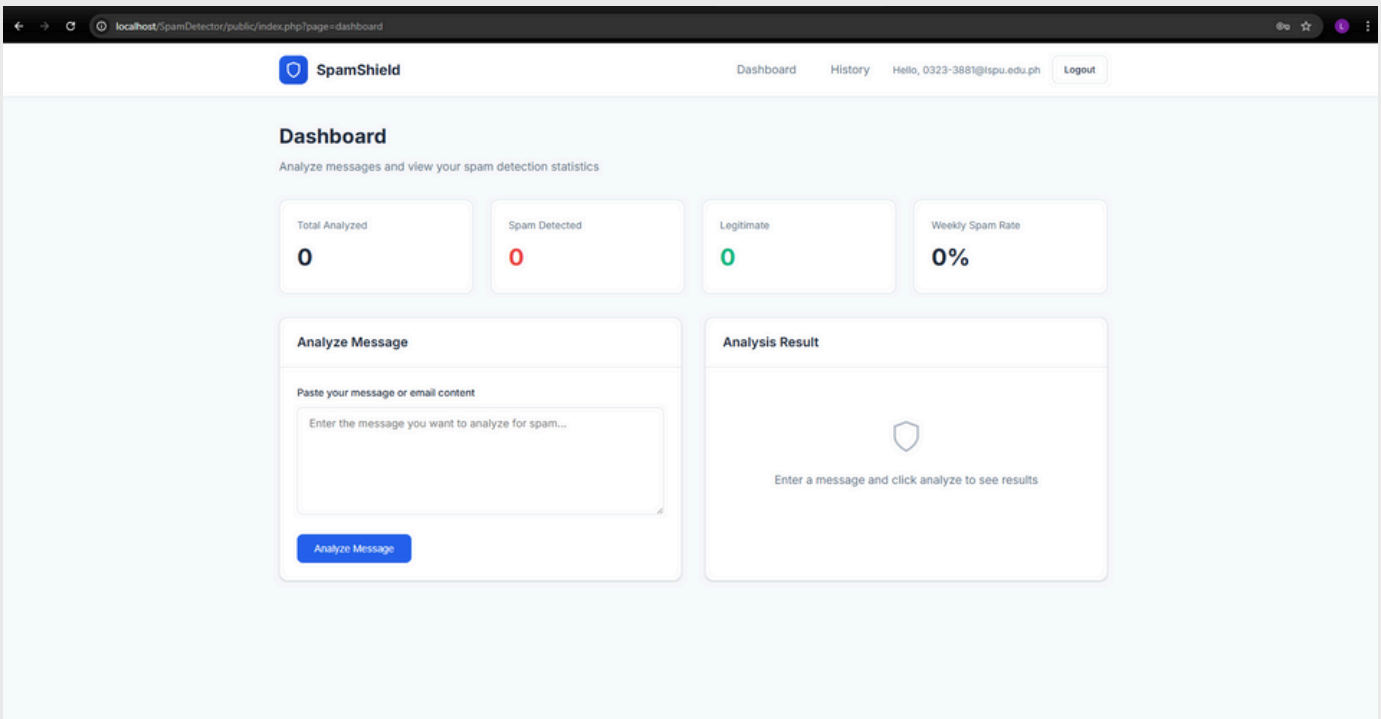 localhost/SpamDetector/public/index.php?page=dashboard
L
SpamShield
Dashboard
History
Hello, 0323-3881@lspu.edu.ph
Logout
Dashboard
Analyze messages and view your spam detection statistics
Total Analyzed
0
Spam Detected
0
Legitimate
0
Weekly Spam Rate
0%
Analyze Message
Paste your message or email content
Enter the message you want to analyze for spam...
Analyze Message
Analysis Result
Enter a message and click analyze to see results